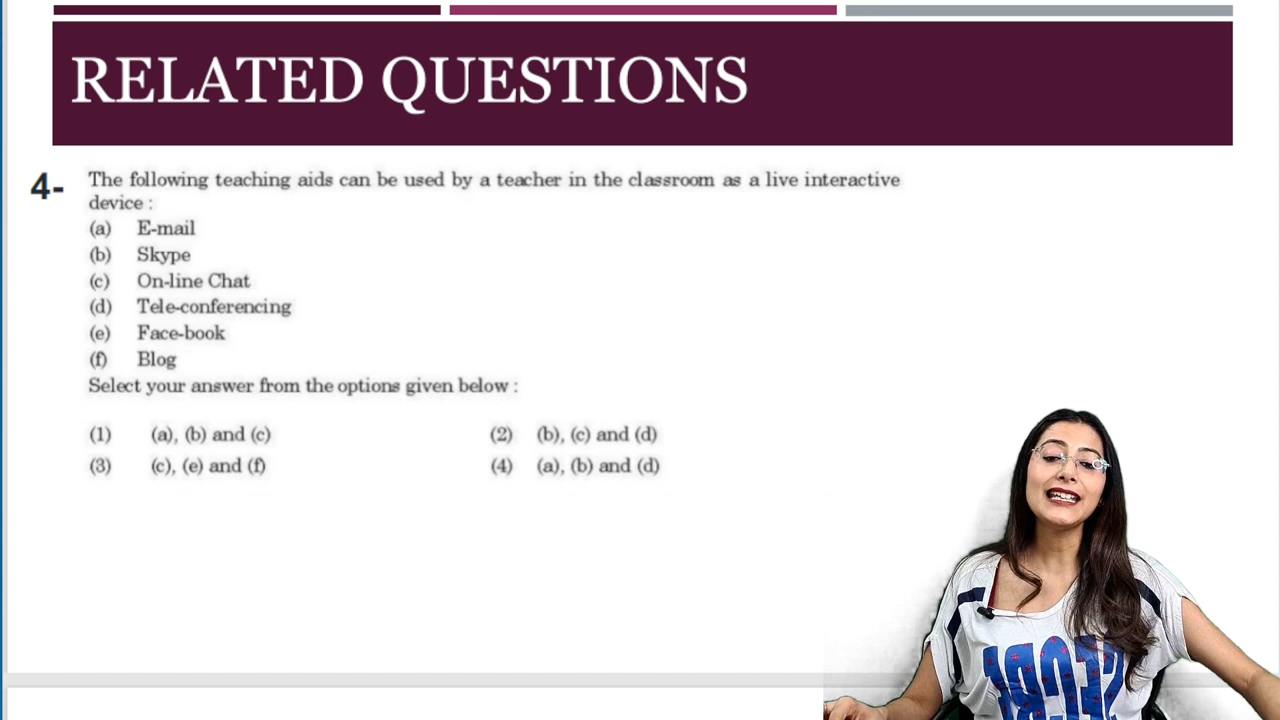 RELATED QUESTIONS
4- The following teaching aids can be used by a teacher in the classroom as a live interactive
device :
(a) E-mail
(b) Skype
(c) On-line Chat
(d) Tele-conferencing
(e) Face-book
(f) Blog
Select your answer from the options given below :
(1) (a), (b) and (c) (2) (b), (c) and (d)
(3) (c), (e) and (f) (4) (a), (b) and (d)